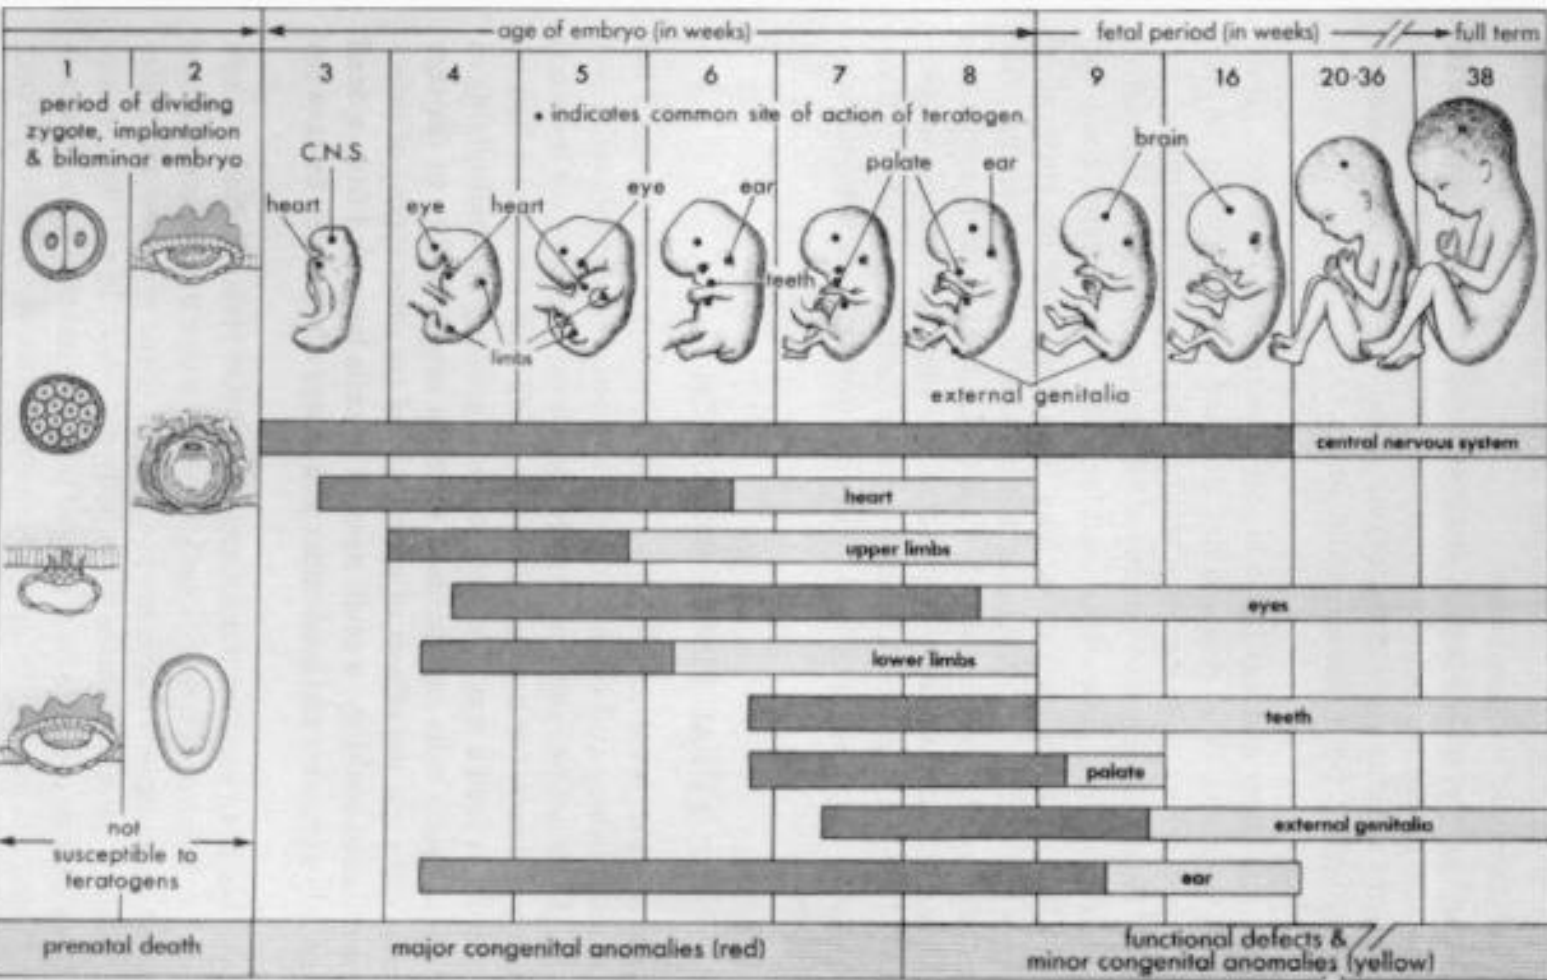 age of embryo (in weeks)
fetal period (in weeks)
full term
1
2
3
4
5
6
7
8
9
16
20-36
38
period of dividing
zygote, implantation
& bilaminar embryo
• indicates common site of action of teratogen.
C.N.S.
heart
eye
heart
limbs
eye
ear
teeth
palate
ear
brain
external genitalia
central nervous system
heart
upper limbs
eyes
lower limbs
teeth
palate
external genitalia
ear
not
susceptible to
teratogens
prenatal death
major congenital anomalies (red)
functional defects &
minor congenital anomalies (yellow)